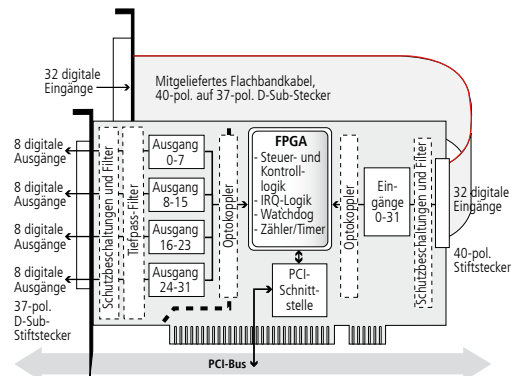 32 digitale
Eingänge
Mitgeliefertes Flachbandkabel,
40-pol. auf 37-pol. D-Sub-Stecker
8 digitale
Ausgänge
8 digitale
Ausgänge
8 digitale
Ausgänge
8 digitale
Ausgänge
37-pol.
D-Sub-
Stiftstecker
Schutzbeschaltungen und Filter
Tiefpass-Filter
Ausgang
0-7
Ausgang
8-15
Ausgang
16-23
Ausgang
24-31
Optokoppler
FPGA
- Steuer- und
Kontroll-
logik
- IRQ-Logik
- Watchdog
- Zähler/Timer
PCI-
Schnitt-
stelle
Optokoppler
Ein-
gänge
0-31
Schutzbeschaltungen und Filter
32 digitale
Eingänge
40-pol.
Stiftstecker
PCI-Bus